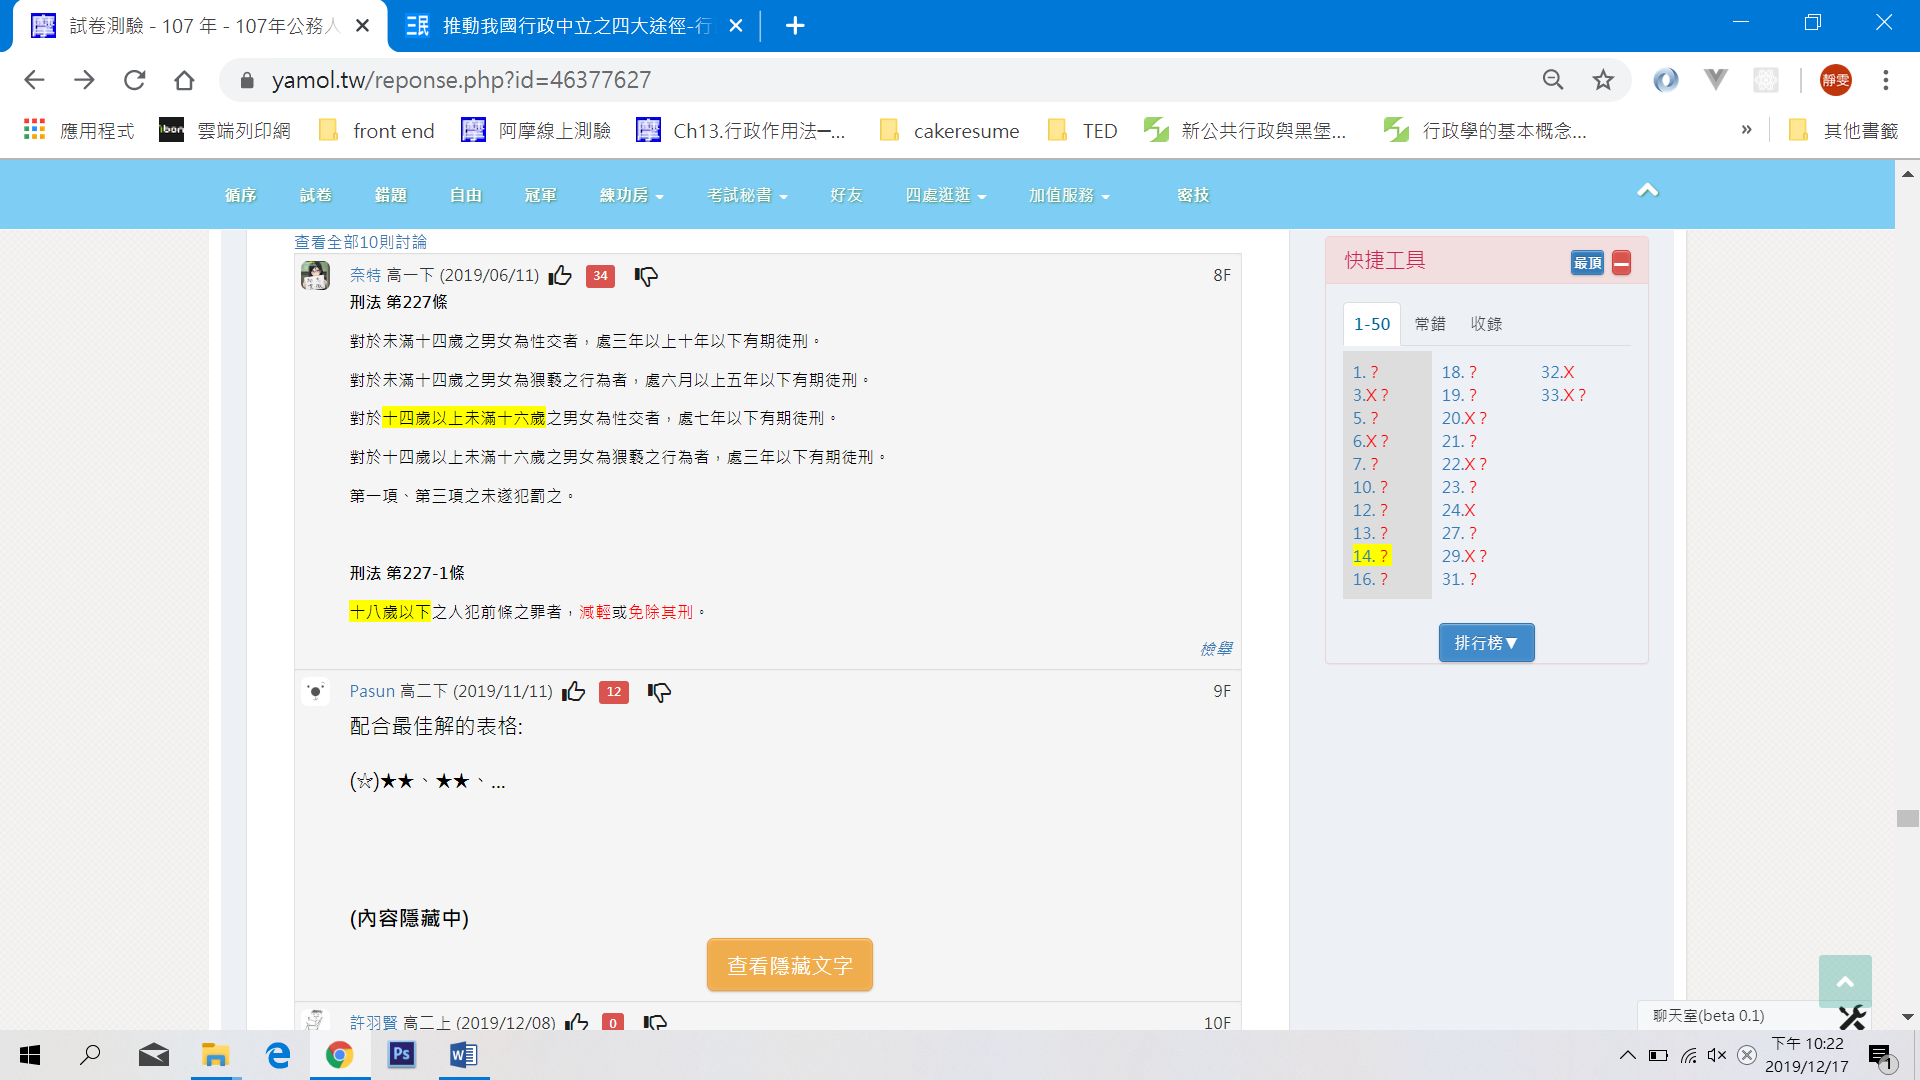 試卷測驗 - 107 年 - 107年公務人
推動我國行政中立之四大途徑-行
yamol.tw/reponse.php?id=46377627
靜雯
應用程式
ibon
雲端列印網
front end
阿摩線上測驗
Ch13.行政作用法—...
cakeresume
TED
新公共行政與黑堡...
行政學的基本概念...
»
其他書籤
循序 試卷 錯題 自由 冠軍 練功房 考試秘書 好友 四處逛逛 加值服務 密技
查看全部10則討論
奈特 高一下 (2019/06/11) 34 8F
刑法 第227條
對於未滿十四歲之男女為性交者，處三年以上十年以下有期徒刑。
對於未滿十四歲之男女為猥褻之行為者，處六月以上五年以下有期徒刑。
對於十四歲以上未滿十六歲之男女為性交者，處七年以下有期徒刑。
對於十四歲以上未滿十六歲之男女為猥褻之行為者，處三年以下有期徒刑。
第一項、第三項之未遂犯罰之。
刑法 第227-1條
十八歲以下之人犯前條之罪者，減輕或免除其刑。
檢舉
Pasun 高二下 (2019/11/11) 12 9F
配合最佳解的表格:
(☆)★★、★★、...
(內容隱藏中)
查看隱藏文字
許羽賢 高二上 (2019/12/08) 0 10F
快捷工具 最頂
1-50 常錯 收錄
1. ? 18. ? 32.X
3.X ? 19. ? 33.X ?
5. ? 20.X ?
6.X ? 21. ?
7. ? 22.X ?
10. ? 23. ?
12. ? 24.X
13. ? 27. ?
14. ? 29.X ?
16. ? 31. ?
排行榜▼
聊天室(beta 0.1)
Ps
下午 10:22
2019/12/17
1